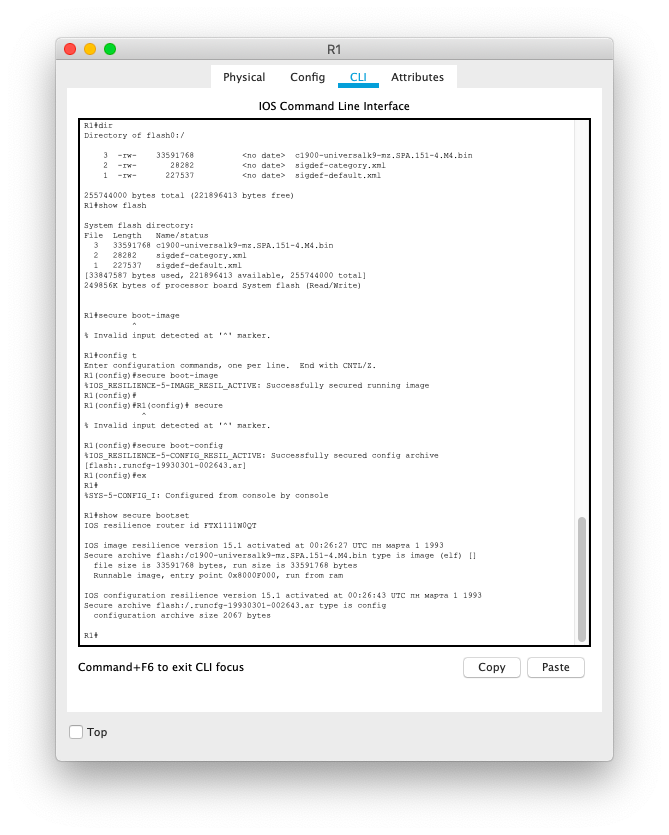 R1
Physical Config CLI Attributes
IOS Command Line Interface
R1#dir
Directory of flash0:/
3 -rw- 33591768 <no date> c1900-universalk9-mz.SPA.151-4.M4.bin
2 -rw- 28282 <no date> sigdef-category.xml
1 -rw- 227537 <no date> sigdef-default.xml
255744000 bytes total (221896413 bytes free)
R1#show flash
System flash directory:
File Length Name/status
3 33591768 c1900-universalk9-mz.SPA.151-4.M4.bin
2 28282 sigdef-category.xml
1 227537 sigdef-default.xml
[33847587 bytes used, 221896413 available, 255744000 total]
249856K bytes of processor board System flash (Read/Write)
R1#secure boot-image
^
% Invalid input detected at '^' marker.
R1#config t
Enter configuration commands, one per line. End with CNTL/Z.
R1(config)#secure boot-image
%IOS_RESILIENCE-5-IMAGE_RESIL_ACTIVE: Successfully secured running image
R1(config)#
R1(config)#R1(config)# secure
^
% Invalid input detected at '^' marker.
R1(config)#secure boot-config
%IOS_RESILIENCE-5-CONFIG_RESIL_ACTIVE: Successfully secured config archive
[flash:.runcfg-19930301-002643.ar]
R1(config)#ex
R1#
%SYS-5-CONFIG_I: Configured from console by console
R1#show secure bootset
IOS resilience router id FTX1111W0QT
IOS image resilience version 15.1 activated at 00:26:27 UTC пн марта 1 1993
Secure archive flash:/c1900-universalk9-mz.SPA.151-4.M4.bin type is image (elf) []
file size is 33591768 bytes, run size is 33591768 bytes
Runnable image, entry point 0x8000F000, run from ram
IOS configuration resilience version 15.1 activated at 00:26:43 UTC пн марта 1 1993
Secure archive flash:/.runcfg-19930301-002643.ar type is config
configuration archive size 2067 bytes
R1#
Command+F6 to exit CLI focus Copy Paste
Top